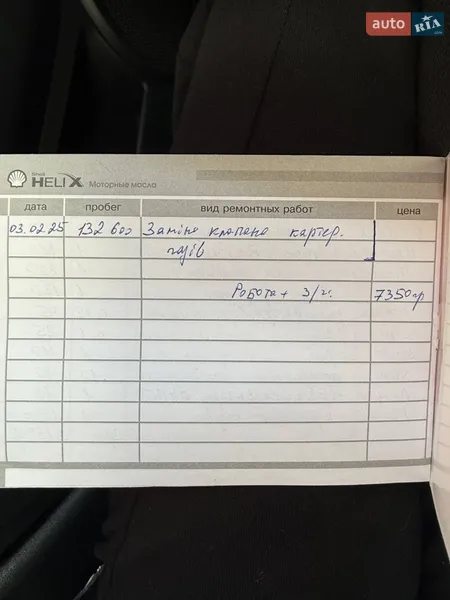 auto RIA
Shell
HELIX Моторные масла
дата пробег вид ремонтных работ цена
03.02.25 132 600 Заміна клапана картер.
газів
Робота + З/ч. 7350гр